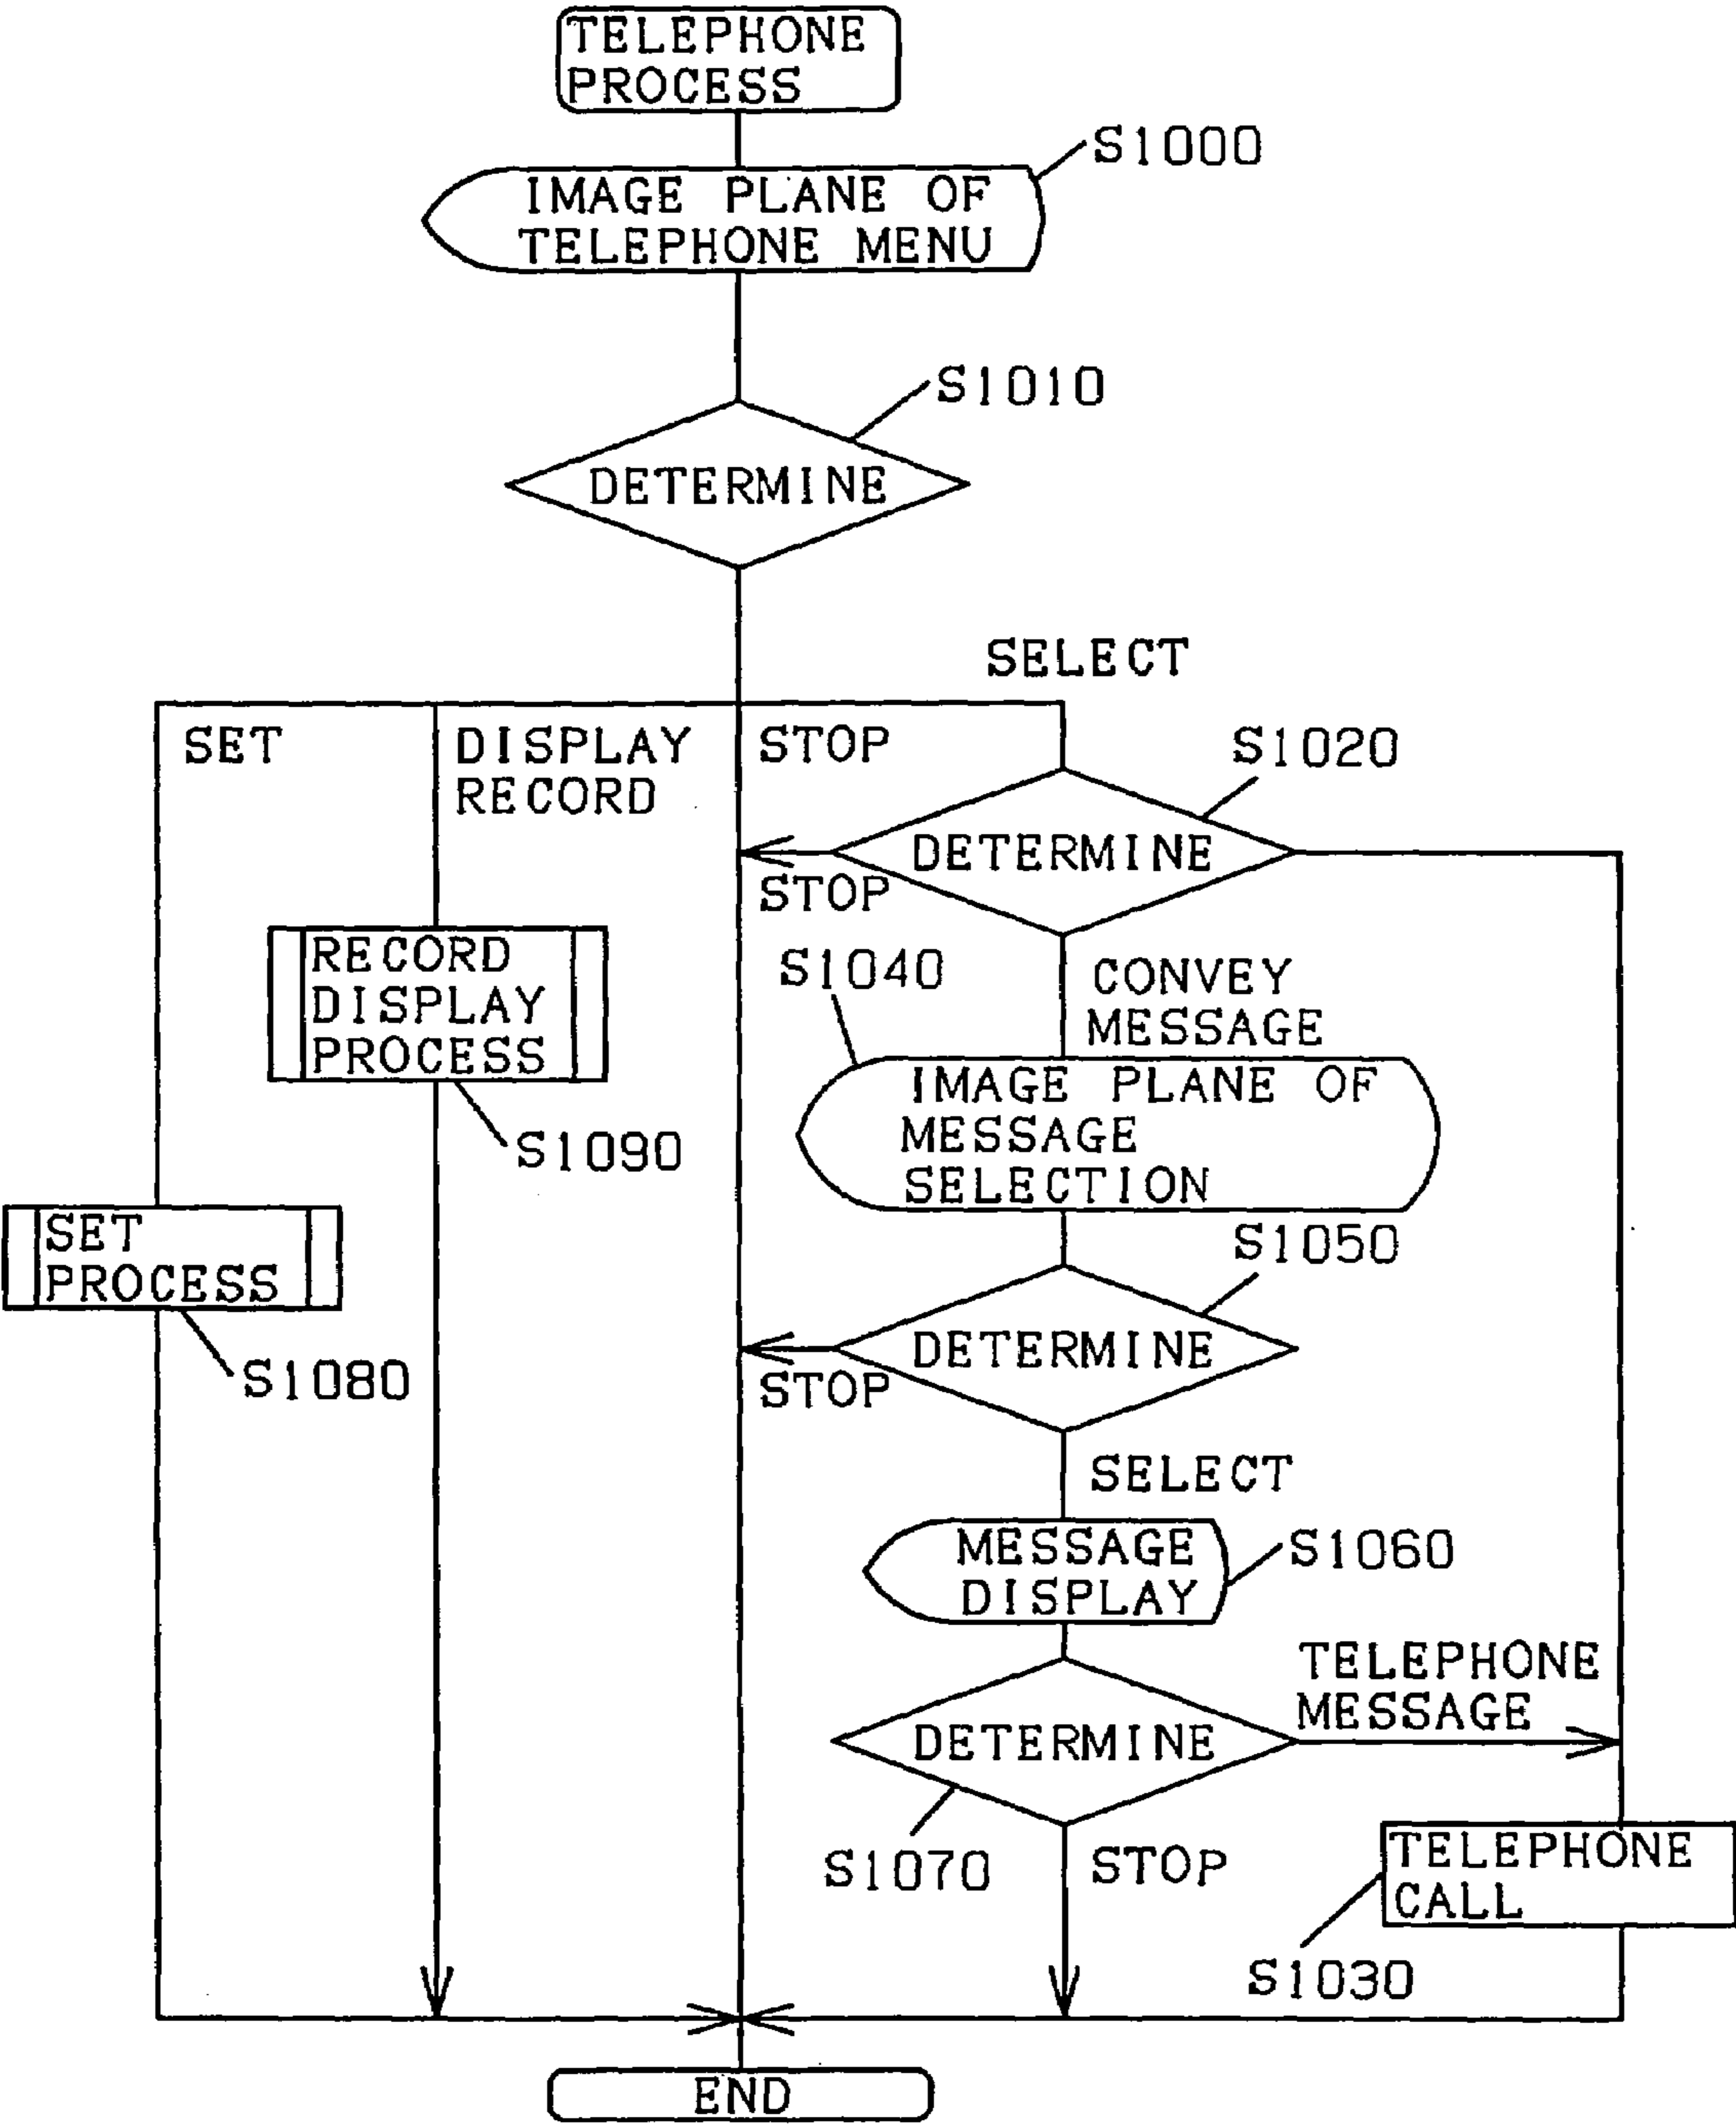 TELEPHONE
PROCESS
S1000
IMAGE PLANE OF
TELEPHONE MENU
S1010
DETERMINE
SELECT
SET
DISPLAY
RECORD
STOP
S1020
DETERMINE
STOP
RECORD
DISPLAY
PROCESS
S1040
CONVEY
MESSAGE
IMAGE PLANE OF
MESSAGE
SELECTION
S1090
SET
PROCESS
S1050
DETERMINE
S1080
STOP
SELECT
MESSAGE
DISPLAY
S1060
TELEPHONE
MESSAGE
DETERMINE
S1070
STOP
TELEPHONE
CALL
S1030
END